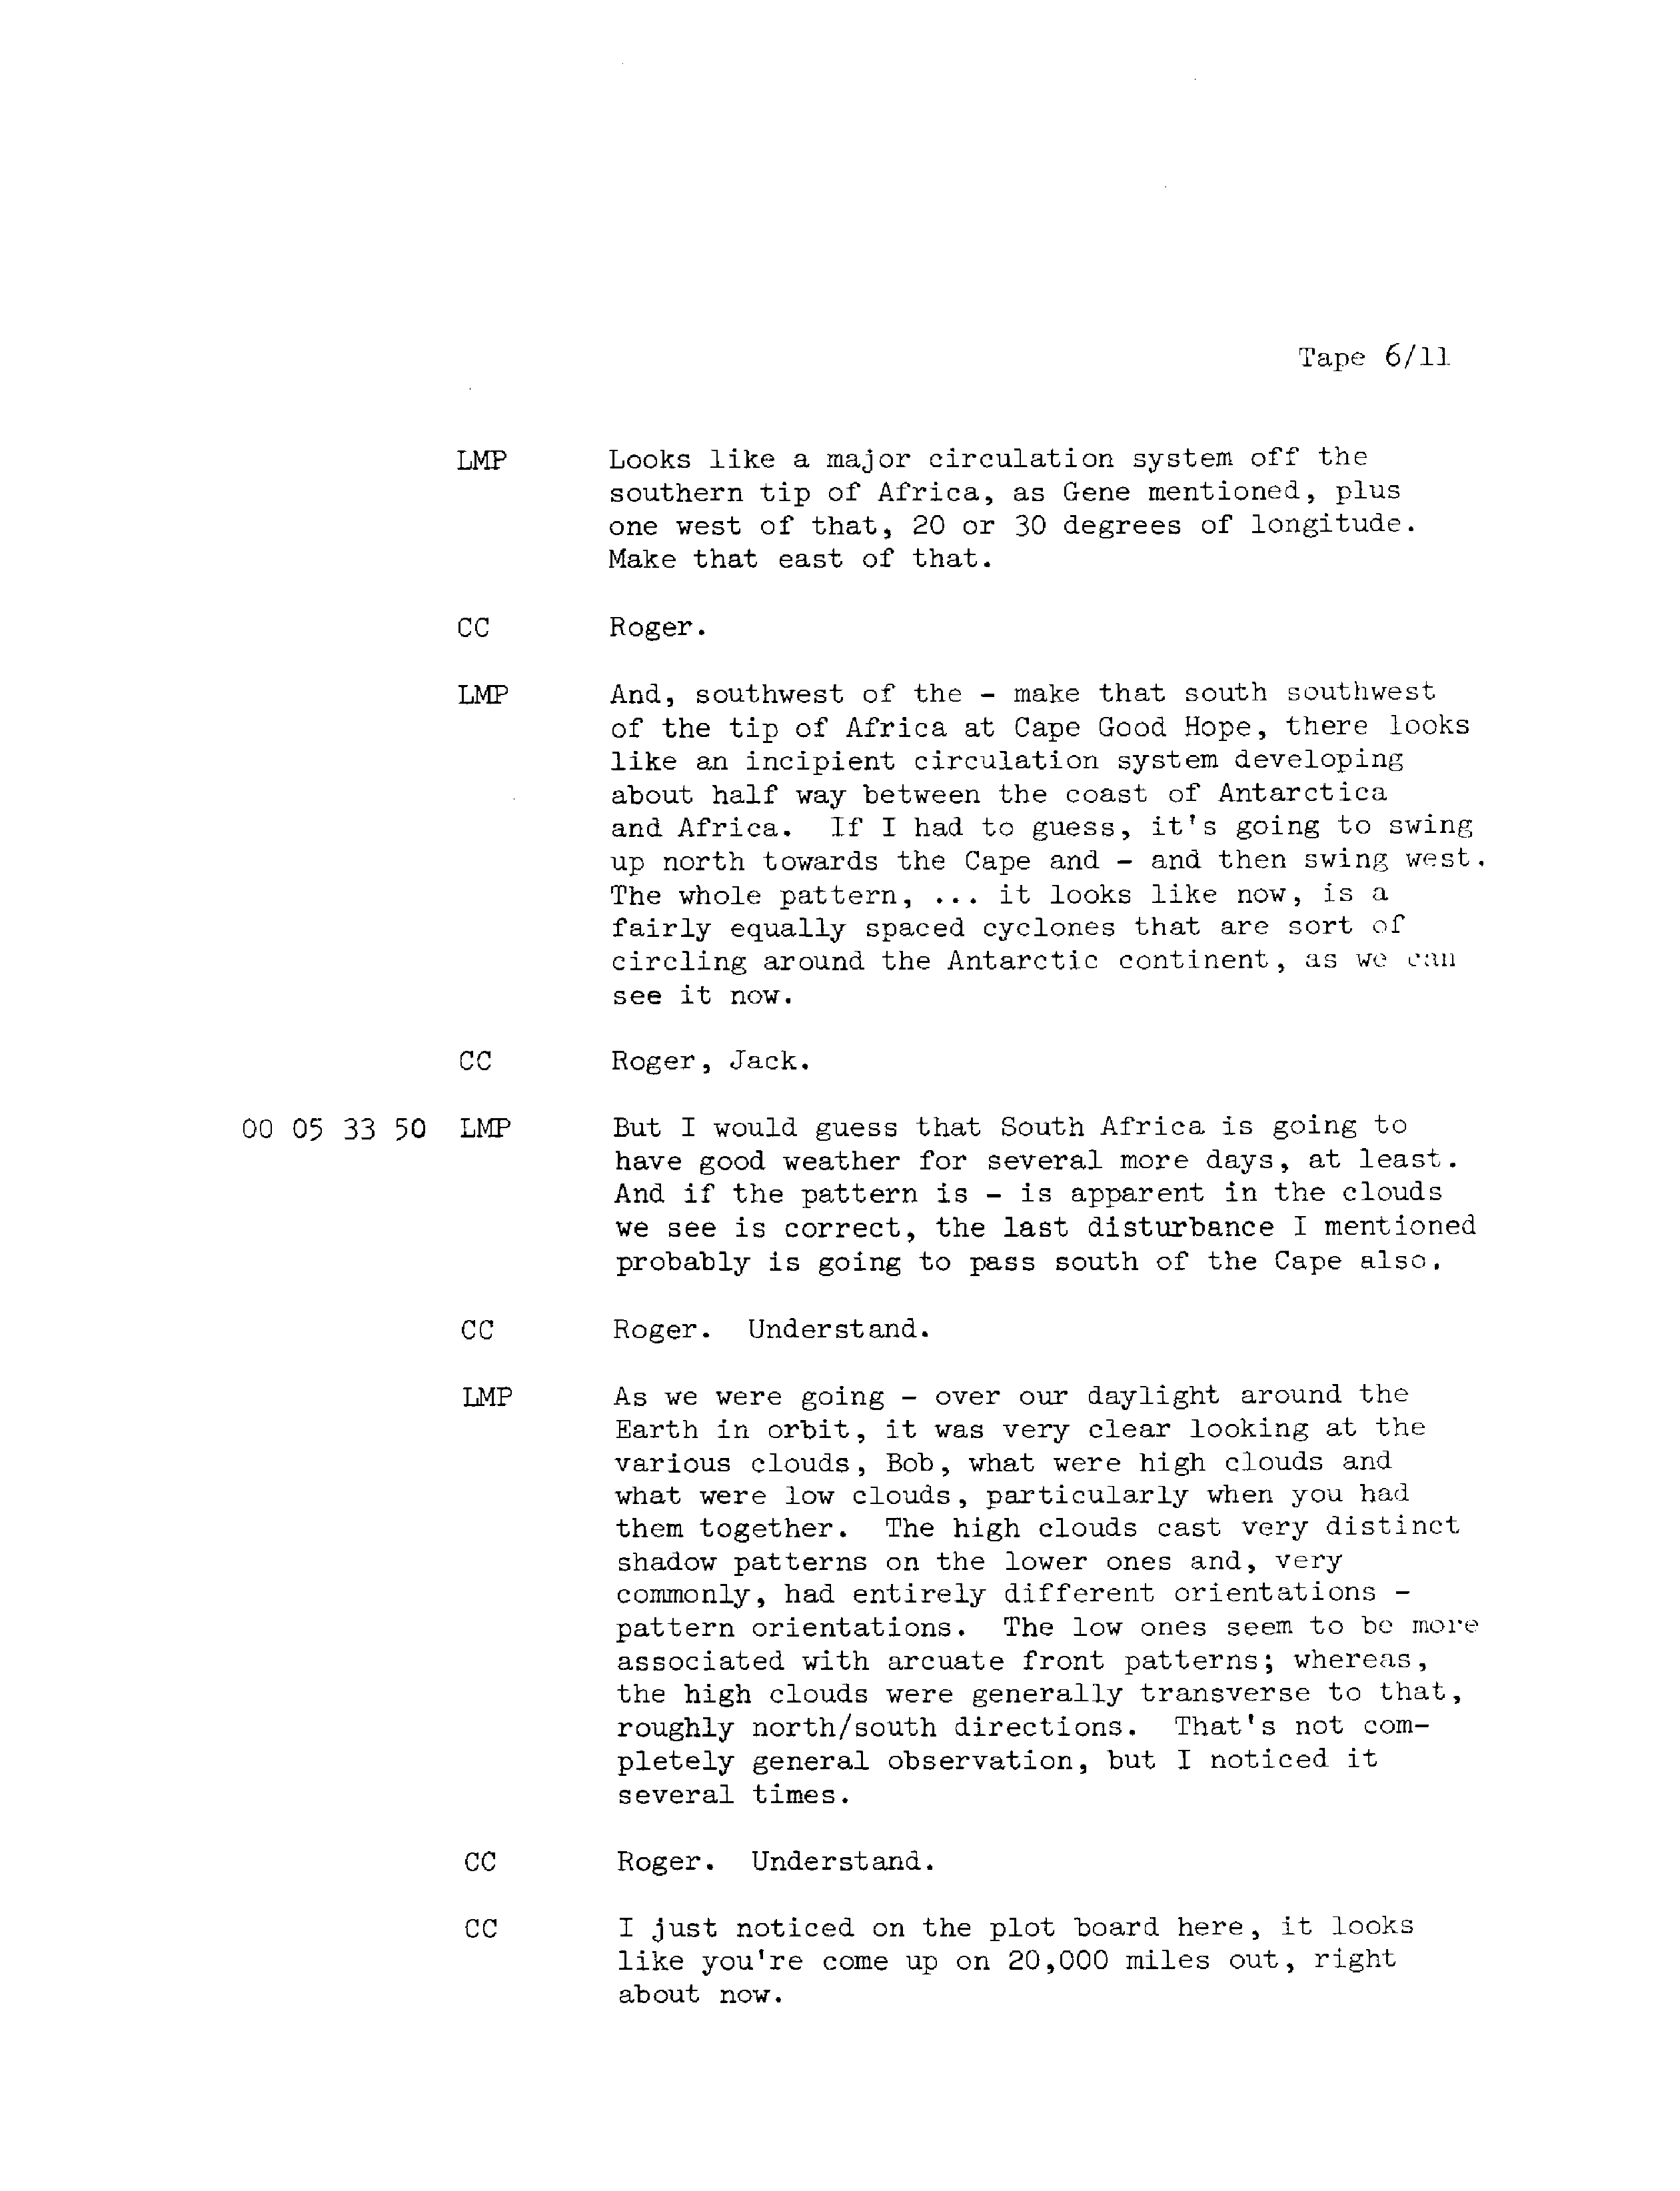 Tape 6/11
LMP Looks like a major circulation system off the
southern tip of Africa, as Gene mentioned, plus
one west of that, 20 or 30 degrees of longitude.
Make that east of that.
CC Roger.
LMP And, southwest of the - make that south southwest
of the tip of Africa at Cape Good Hope, there looks
like an incipient circulation system developing
about half way between the coast of Antarctica
and Africa. If I had to guess, it's going to swing
up north towards the Cape and - and then swing west.
The whole pattern, ... it looks like now, is a
fairly equally spaced cyclones that are sort of
circling around the Antarctic continent, as we can
see it now.
CC Roger, Jack.
00 05 33 50 LMP But I would guess that South Africa is going to
have good weather for several more days, at least.
And if the pattern is - is apparent in the clouds
we see is correct, the last disturbance I mentioned
probably is going to pass south of the Cape also.
CC Roger. Understand.
LMP As we were going - over our daylight around the
Earth in orbit, it was very clear looking at the
various clouds, Bob, what were high clouds and
what were low clouds, particularly when you had
them together. The high clouds cast very distinct
shadow patterns on the lower ones and, very
commonly, had entirely different orientations -
pattern orientations. The low ones seem to be more
associated with arcuate front patterns; whereas,
the high clouds were generally transverse to that,
roughly north/south directions. That's not com-
pletely general observation, but I noticed it
several times.
CC Roger. Understand.
CC I just noticed on the plot board here, it looks
like you're come up on 20,000 miles out, right
about now.